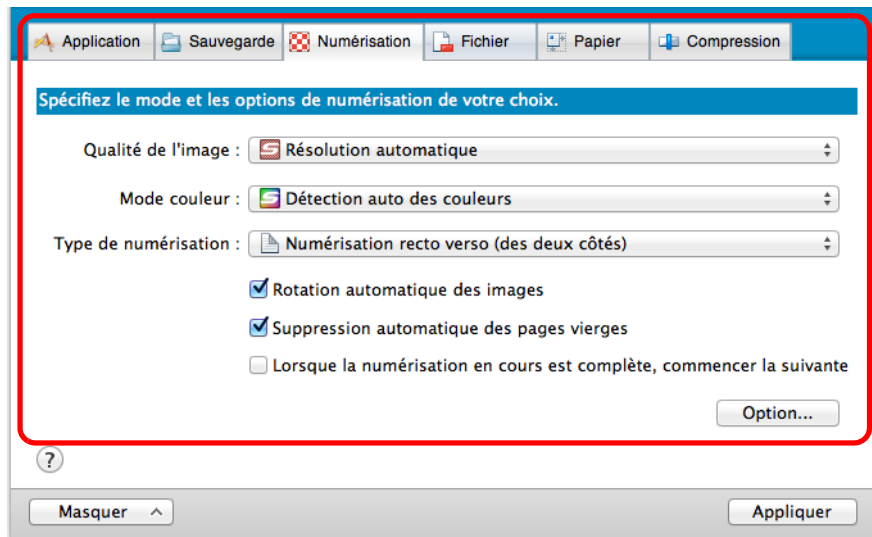 Application Sauvegarde Numérisation Fichier Papier Compression
Spécifiez le mode et les options de numérisation de votre choix.
Qualité de l'image : Résolution automatique
Mode couleur : Détection auto des couleurs
Type de numérisation : Numérisation recto verso (des deux côtés)
Rotation automatique des images
Suppression automatique des pages vierges
Lorsque la numérisation en cours est complète, commencer la suivante
Option...
?
Masquer Appliquer